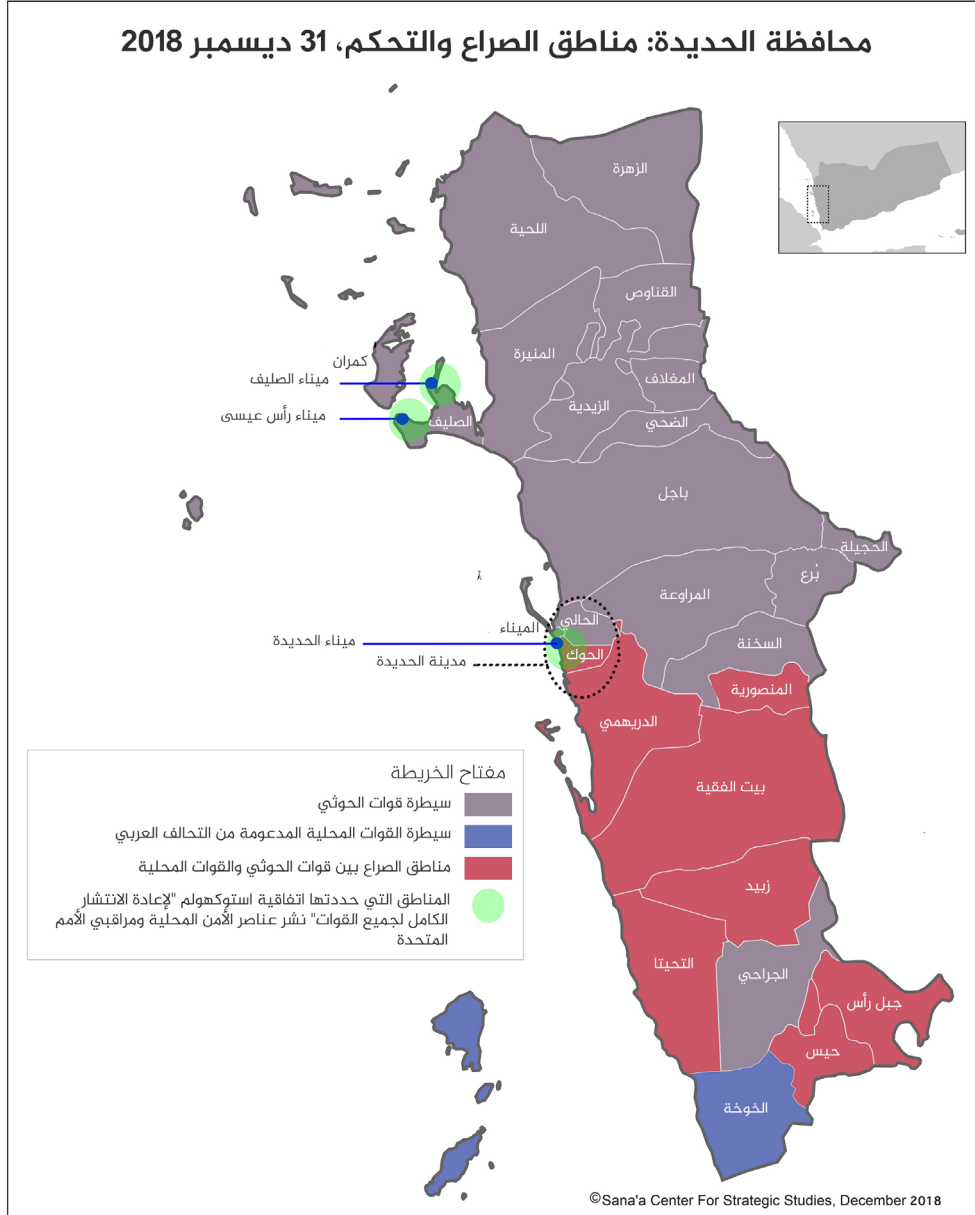 محافظة الحديدة: مناطق الصراع والتحكم، 31 ديسمبر 2018
الزهرة
اللحية
القناوص
المنيرة
كمران
ميناء الصليف
المغلاف
الزيدية
ميناء رأس عيسى
الصليف
الضحي
باجل
الحجيلة
بُرع
المراوعة
الحالي
الميناء
ميناء الحديدة
السخنة
الحوك
مدينة الحديدة
المنصورية
الدريهمي
بيت الفقية
مفتاح الخريطة
سيطرة قوات الحوثي
سيطرة القوات المحلية المدعومة من التحالف العربي
مناطق الصراع بين قوات الحوثي والقوات المحلية
المناطق التي حددتها اتفاقية استوكهولم "لإعادة الانتشار
الكامل لجميع القوات" نشر عناصر الأمن المحلية ومراقبي الأمم
المتحدة
زبيد
التحيتا
الجراحي
جبل رأس
حيس
الخوخة
©Sana'a Center For Strategic Studies, December 2018